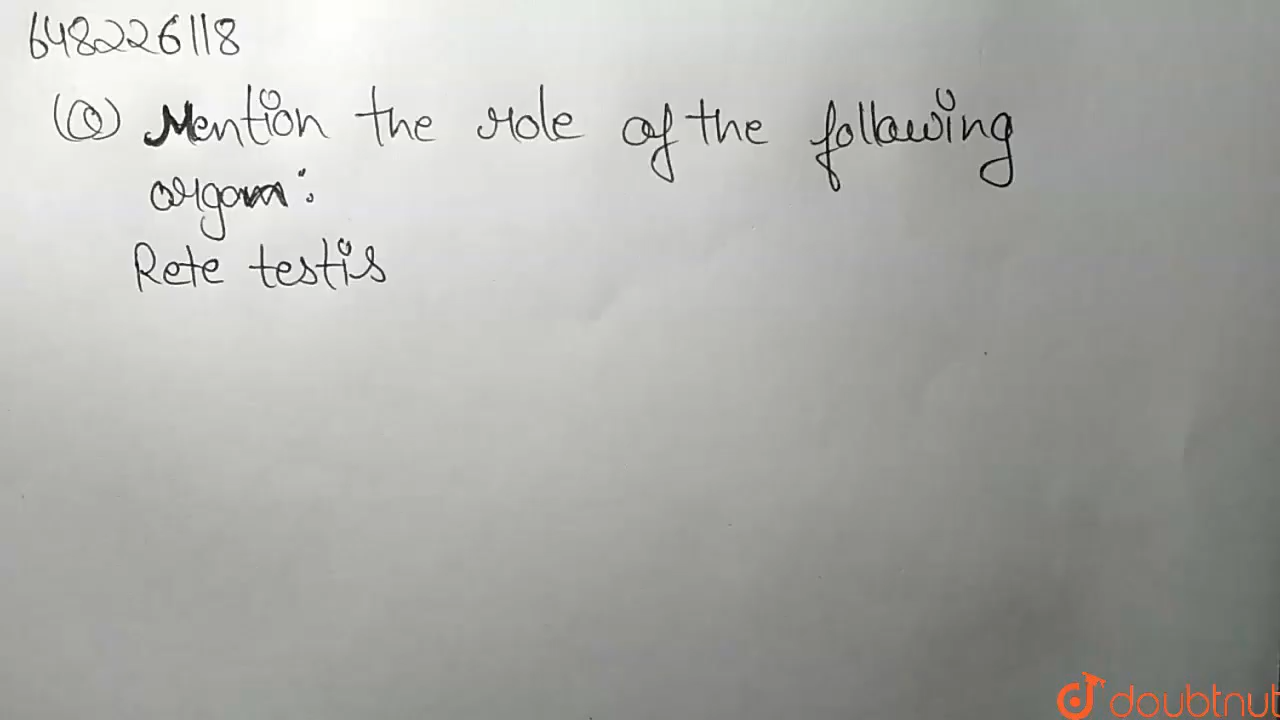 648226118
(Q) Mention the role of the following
organ:
Rete testis
doubtnut